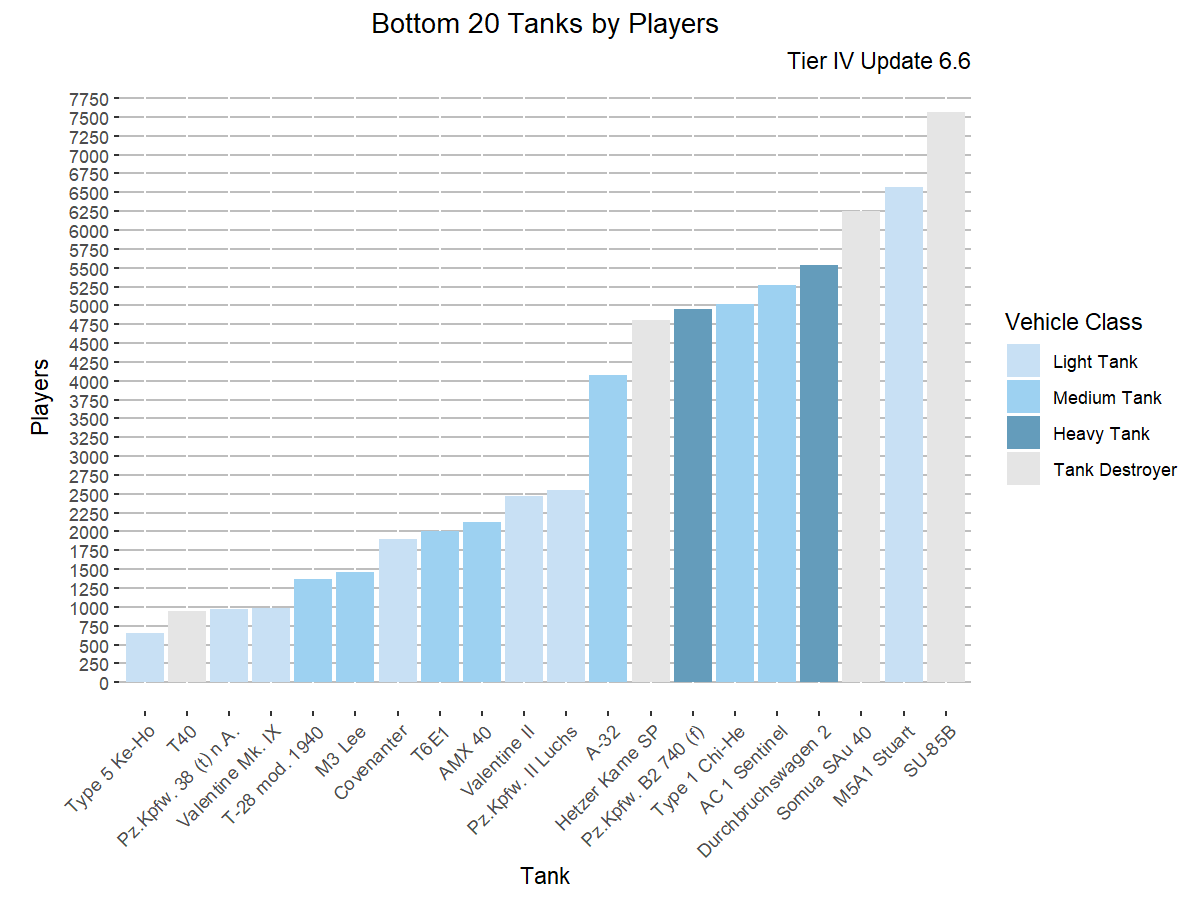 Bottom 20 Tanks by Players
Tier IV Update 6.6
Players
7750
7500
7250
7000
6750
6500
6250
6000
5750
5500
5250
5000
4750
4500
4250
4000
3750
3500
3250
3000
2750
2500
2250
2000
1750
1500
1250
1000
750
500
250
0
Type 5 Ke-Ho
T40
Pz.Kpfw. 38 (t) n.A.
Valentine Mk. IX
T-28 mod. 1940
M3 Lee
Covenanter
T6E1
AMX 40
Valentine II
Pz.Kpfw. II Luchs
A-32
Hetzer Kame SP
Pz.Kpfw. B2 740 (f)
Type 1 Chi-He
AC 1 Sentinel
Durchbruchswagen 2
Somua SAu 40
M5A1 Stuart
SU-85B
Tank
Vehicle Class
Light Tank
Medium Tank
Heavy Tank
Tank Destroyer